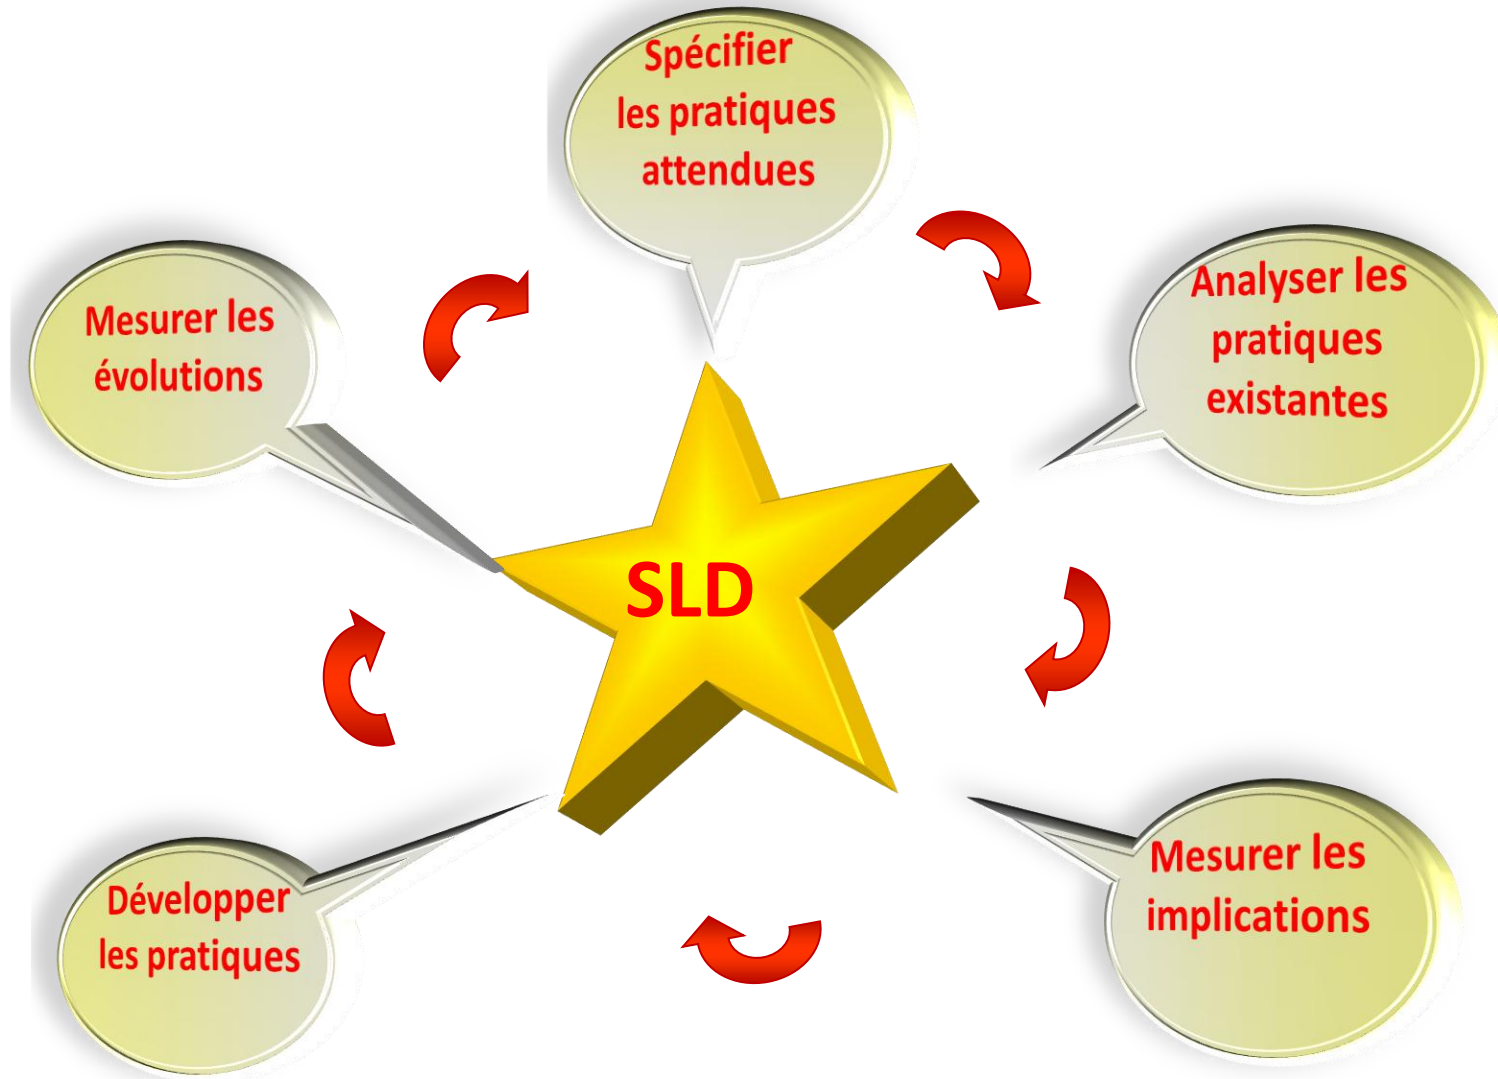 Spécifier
les pratiques
attendues
Analyser les
pratiques
existantes
Mesurer les
implications
Développer
les pratiques
Mesurer les
évolutions
SLD